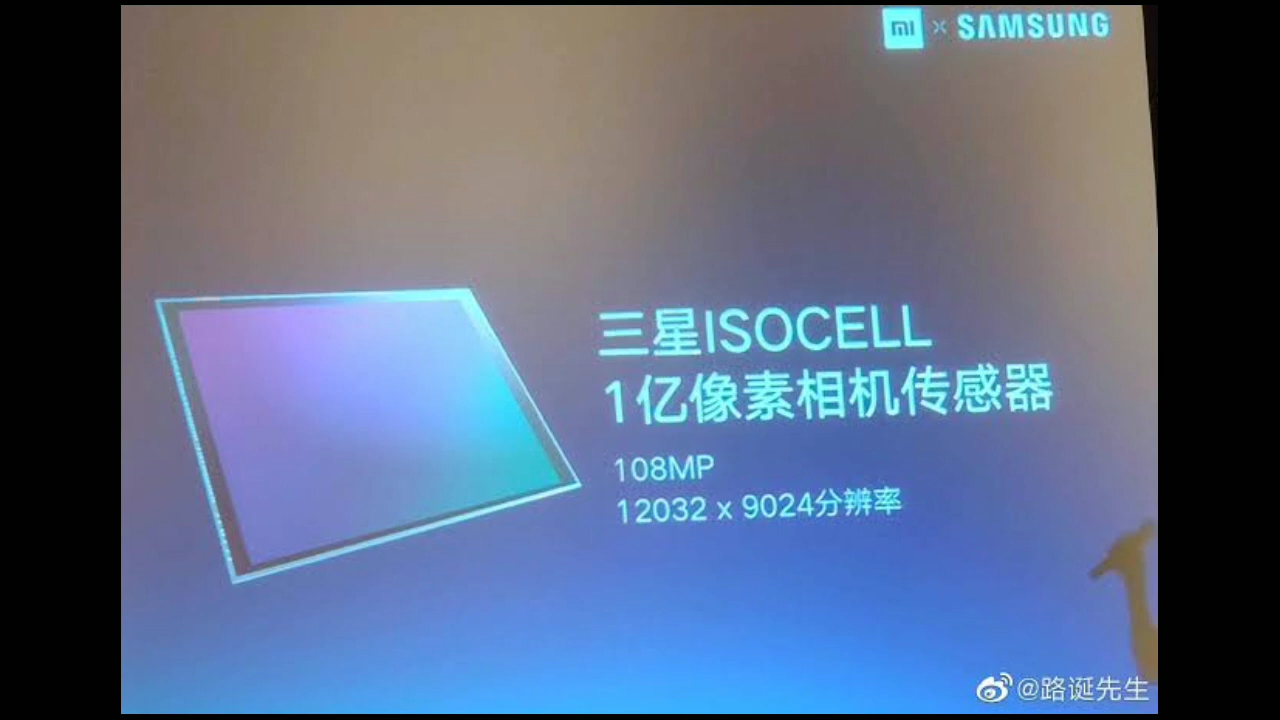 mi × SAMSUNG
三星ISOCELL
1亿像素相机传感器
108MP
12032 x 9024分辨率
@路诞先生